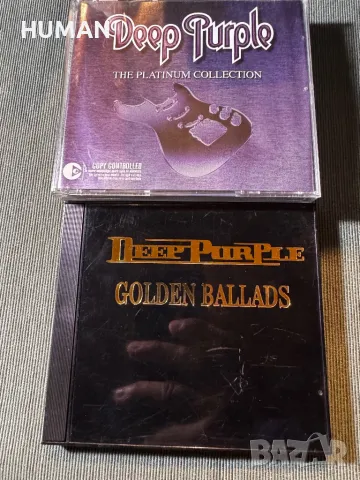 HUMAN
Deep Purple
THE PLATINUM COLLECTION
COPY CONTROLLED
DEEP PURPLE
GOLDEN BALLADS
BAZAR